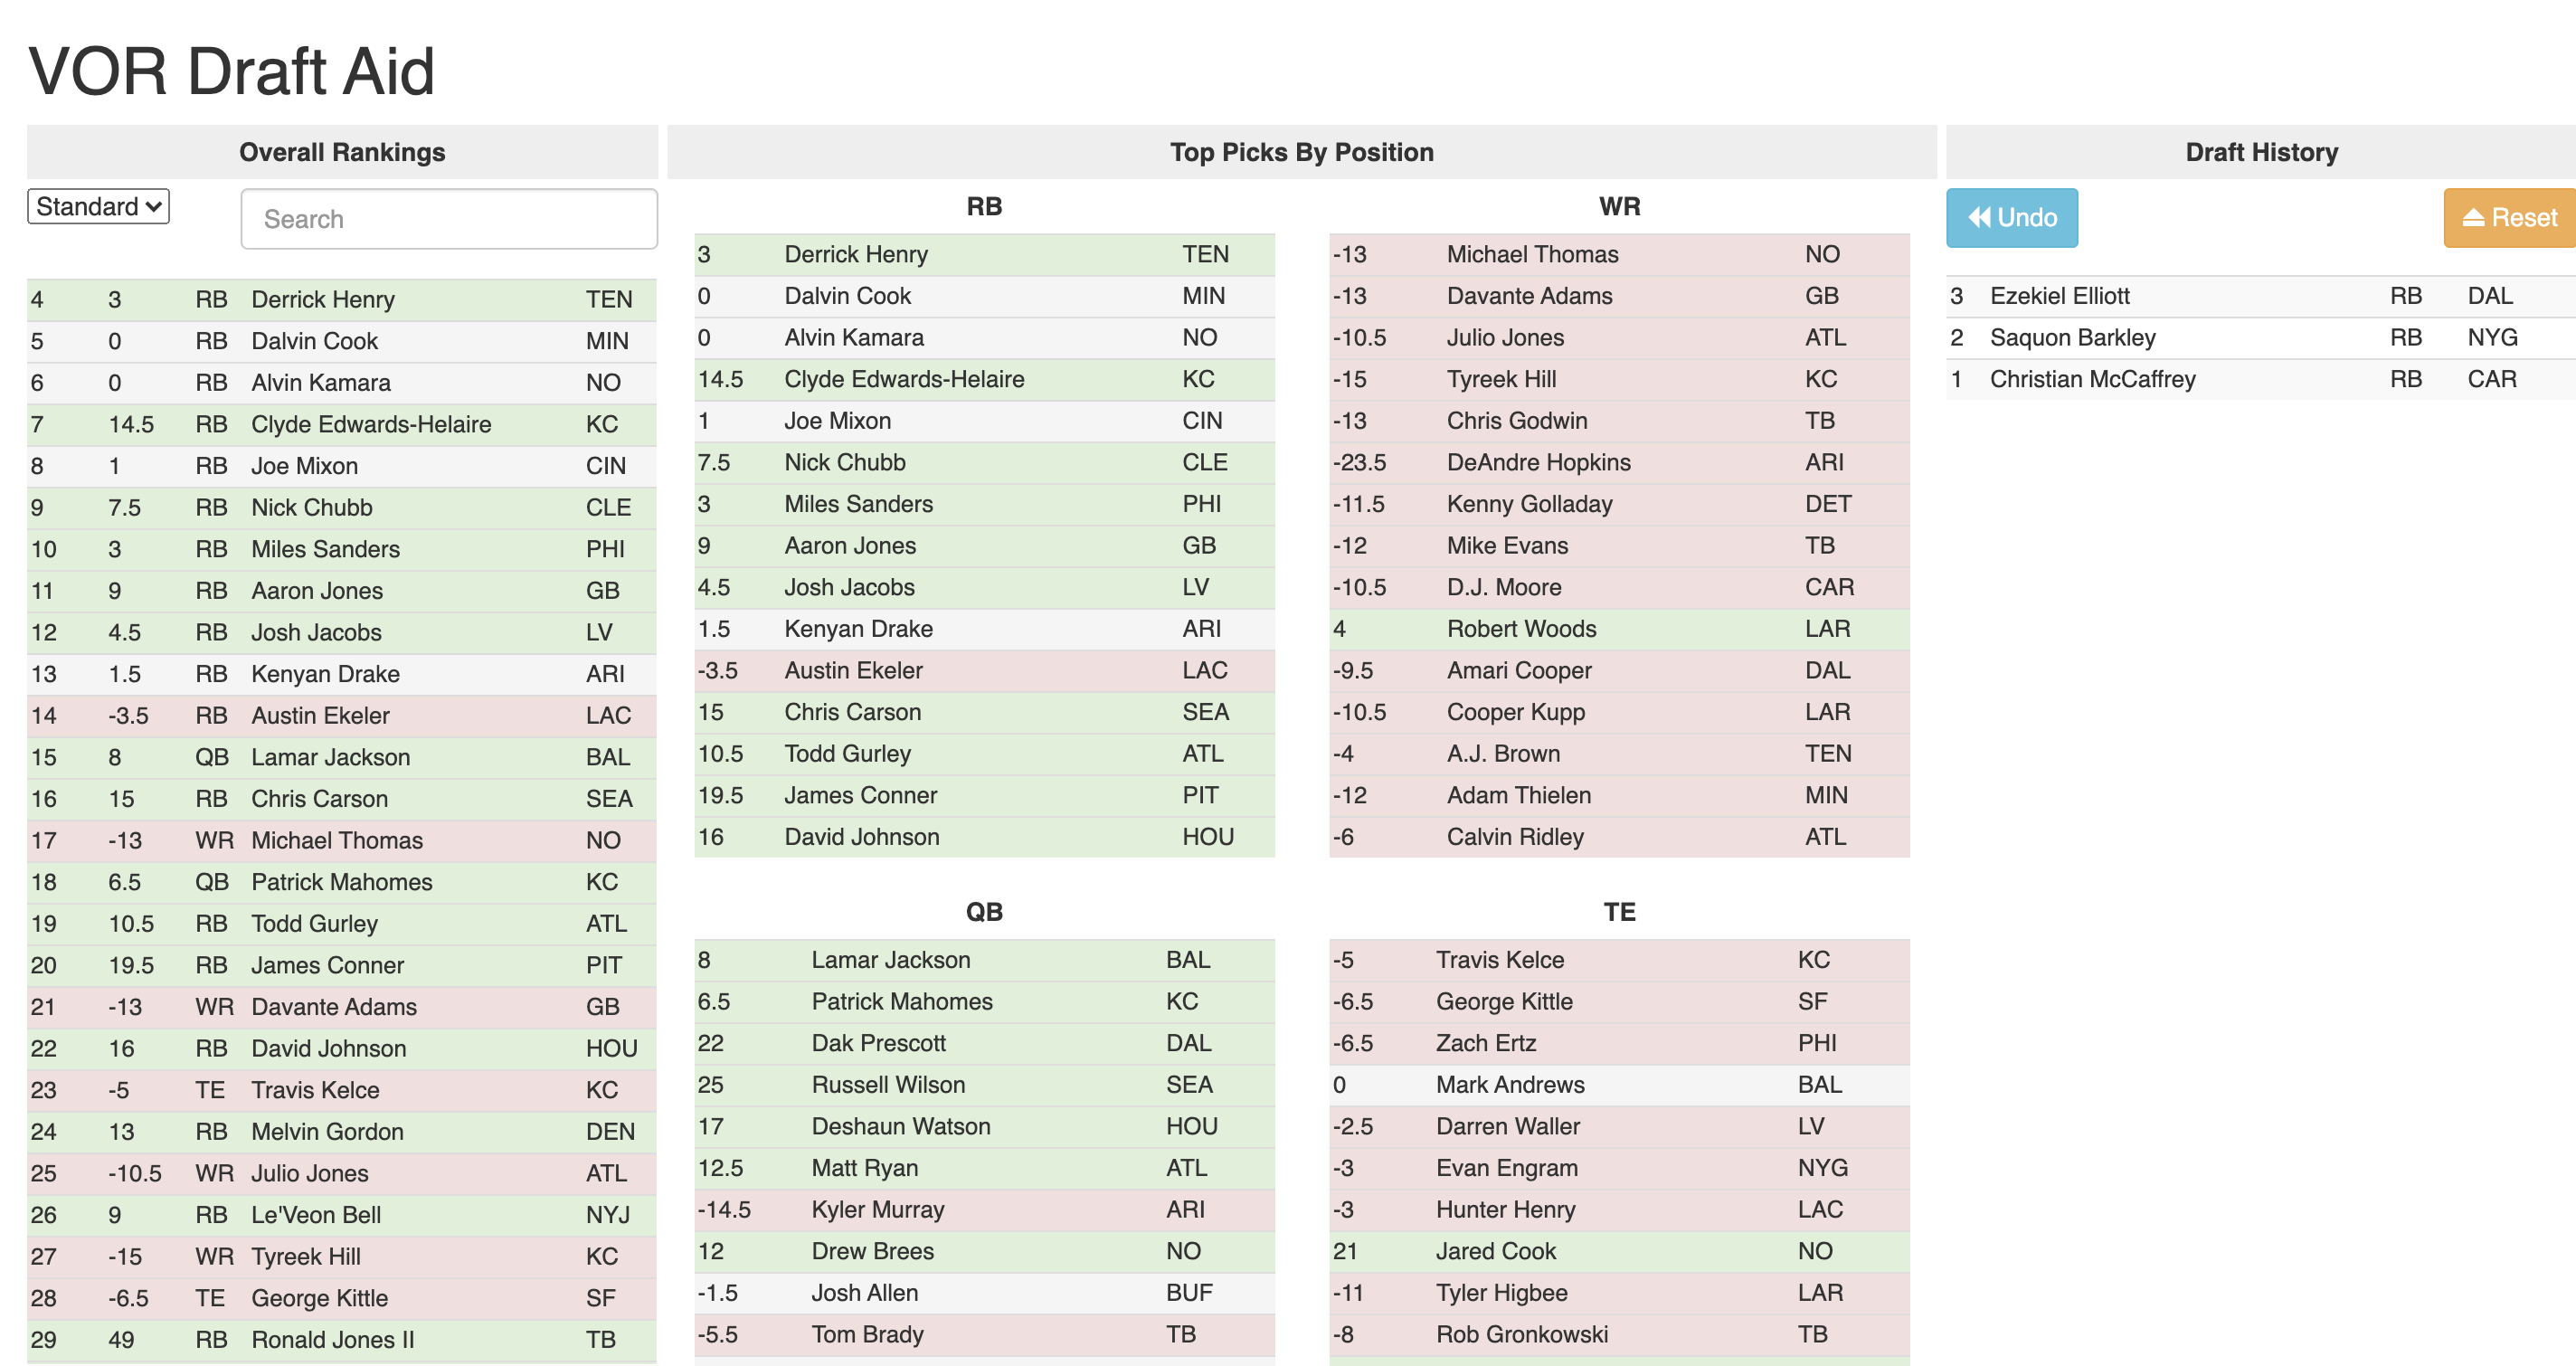 VOR Draft Aid
Overall Rankings
Standard
Search
4 3 RB Derrick Henry TEN
5 0 RB Dalvin Cook MIN
6 0 RB Alvin Kamara NO
7 14.5 RB Clyde Edwards-Helaire KC
8 1 RB Joe Mixon CIN
9 7.5 RB Nick Chubb CLE
10 3 RB Miles Sanders PHI
11 9 RB Aaron Jones GB
12 4.5 RB Josh Jacobs LV
13 1.5 RB Kenyan Drake ARI
14 -3.5 RB Austin Ekeler LAC
15 8 QB Lamar Jackson BAL
16 15 RB Chris Carson SEA
17 -13 WR Michael Thomas NO
18 6.5 QB Patrick Mahomes KC
19 10.5 RB Todd Gurley ATL
20 19.5 RB James Conner PIT
21 -13 WR Davante Adams GB
22 16 RB David Johnson HOU
23 -5 TE Travis Kelce KC
24 13 RB Melvin Gordon DEN
25 -10.5 WR Julio Jones ATL
26 9 RB Le'Veon Bell NYJ
27 -15 WR Tyreek Hill KC
28 -6.5 TE George Kittle SF
29 49 RB Ronald Jones II TB
Top Picks By Position
RB
3 Derrick Henry TEN
0 Dalvin Cook MIN
0 Alvin Kamara NO
14.5 Clyde Edwards-Helaire KC
1 Joe Mixon CIN
7.5 Nick Chubb CLE
3 Miles Sanders PHI
9 Aaron Jones GB
4.5 Josh Jacobs LV
1.5 Kenyan Drake ARI
-3.5 Austin Ekeler LAC
15 Chris Carson SEA
10.5 Todd Gurley ATL
19.5 James Conner PIT
16 David Johnson HOU
WR
-13 Michael Thomas NO
-13 Davante Adams GB
-10.5 Julio Jones ATL
-15 Tyreek Hill KC
-13 Chris Godwin TB
-23.5 DeAndre Hopkins ARI
-11.5 Kenny Golladay DET
-12 Mike Evans TB
-10.5 D.J. Moore CAR
4 Robert Woods LAR
-9.5 Amari Cooper DAL
-10.5 Cooper Kupp LAR
-4 A.J. Brown TEN
-12 Adam Thielen MIN
-6 Calvin Ridley ATL
QB
8 Lamar Jackson BAL
6.5 Patrick Mahomes KC
22 Dak Prescott DAL
25 Russell Wilson SEA
17 Deshaun Watson HOU
12.5 Matt Ryan ATL
-14.5 Kyler Murray ARI
12 Drew Brees NO
-1.5 Josh Allen BUF
-5.5 Tom Brady TB
TE
-5 Travis Kelce KC
-6.5 George Kittle SF
-6.5 Zach Ertz PHI
0 Mark Andrews BAL
-2.5 Darren Waller LV
-3 Evan Engram NYG
-3 Hunter Henry LAC
21 Jared Cook NO
-11 Tyler Higbee LAR
-8 Rob Gronkowski TB
Draft History
Undo
Reset
3 Ezekiel Elliott RB DAL
2 Saquon Barkley RB NYG
1 Christian McCaffrey RB CAR